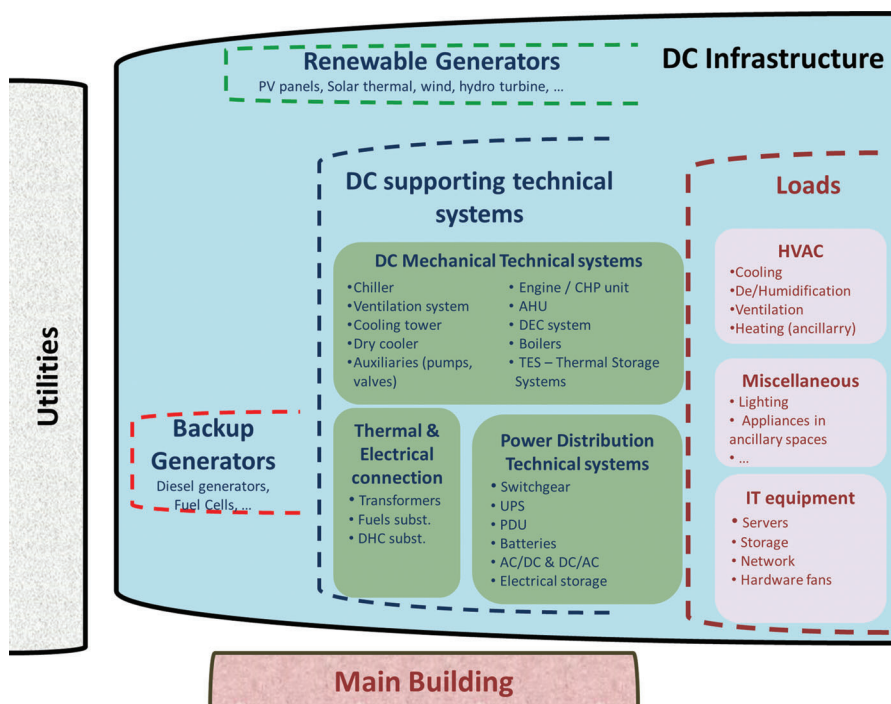 Renewable Generators
PV panels, Solar thermal, wind, hydro turbine, ...
DC Infrastructure
Utilities
DC supporting technical
systems
DC Mechanical Technical systems
•Chiller
•Ventilation system
•Cooling tower
•Dry cooler
•Auxiliaries (pumps,
valves)
• Engine / CHP unit
• AHU
• DEC system
• Boilers
• TES – Thermal Storage
Systems
Backup
Generators
Diesel generators,
Fuel Cells, ...
Thermal &
Electrical
connection
• Transformers
• Fuels subst.
• DHC subst.
Power Distribution
Technical systems
• Switchgear
• UPS
• PDU
• Batteries
• AC/DC & DC/AC
• Electrical storage
Loads
HVAC
•Cooling
•De/Humidification
•Ventilation
•Heating (ancillarry)
Miscellaneous
• Lighting
• Appliances in
ancillary spaces
• ...
IT equipment
• Servers
• Storage
• Network
• Hardware fans
Main Building